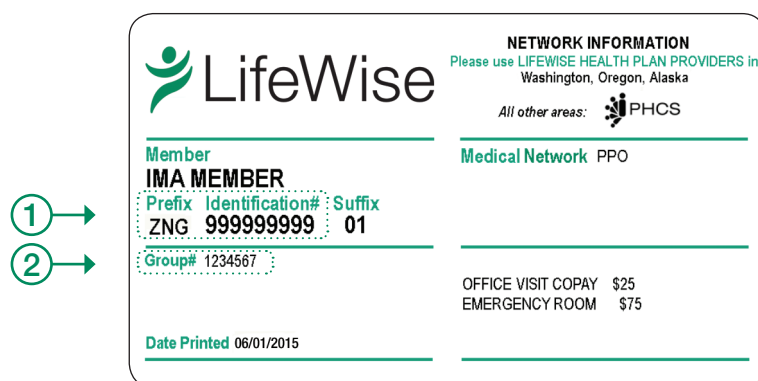 LifeWise
NETWORK INFORMATION
Please use LIFEWISE HEALTH PLAN PROVIDERS in
Washington, Oregon, Alaska
All other areas: PHCS
Member
IMA MEMBER
Prefix Identification# Suffix
1 ZNG 999999999 01
2 Group# 1234567
Date Printed 06/01/2015
Medical Network PPO
OFFICE VISIT COPAY $25
EMERGENCY ROOM $75